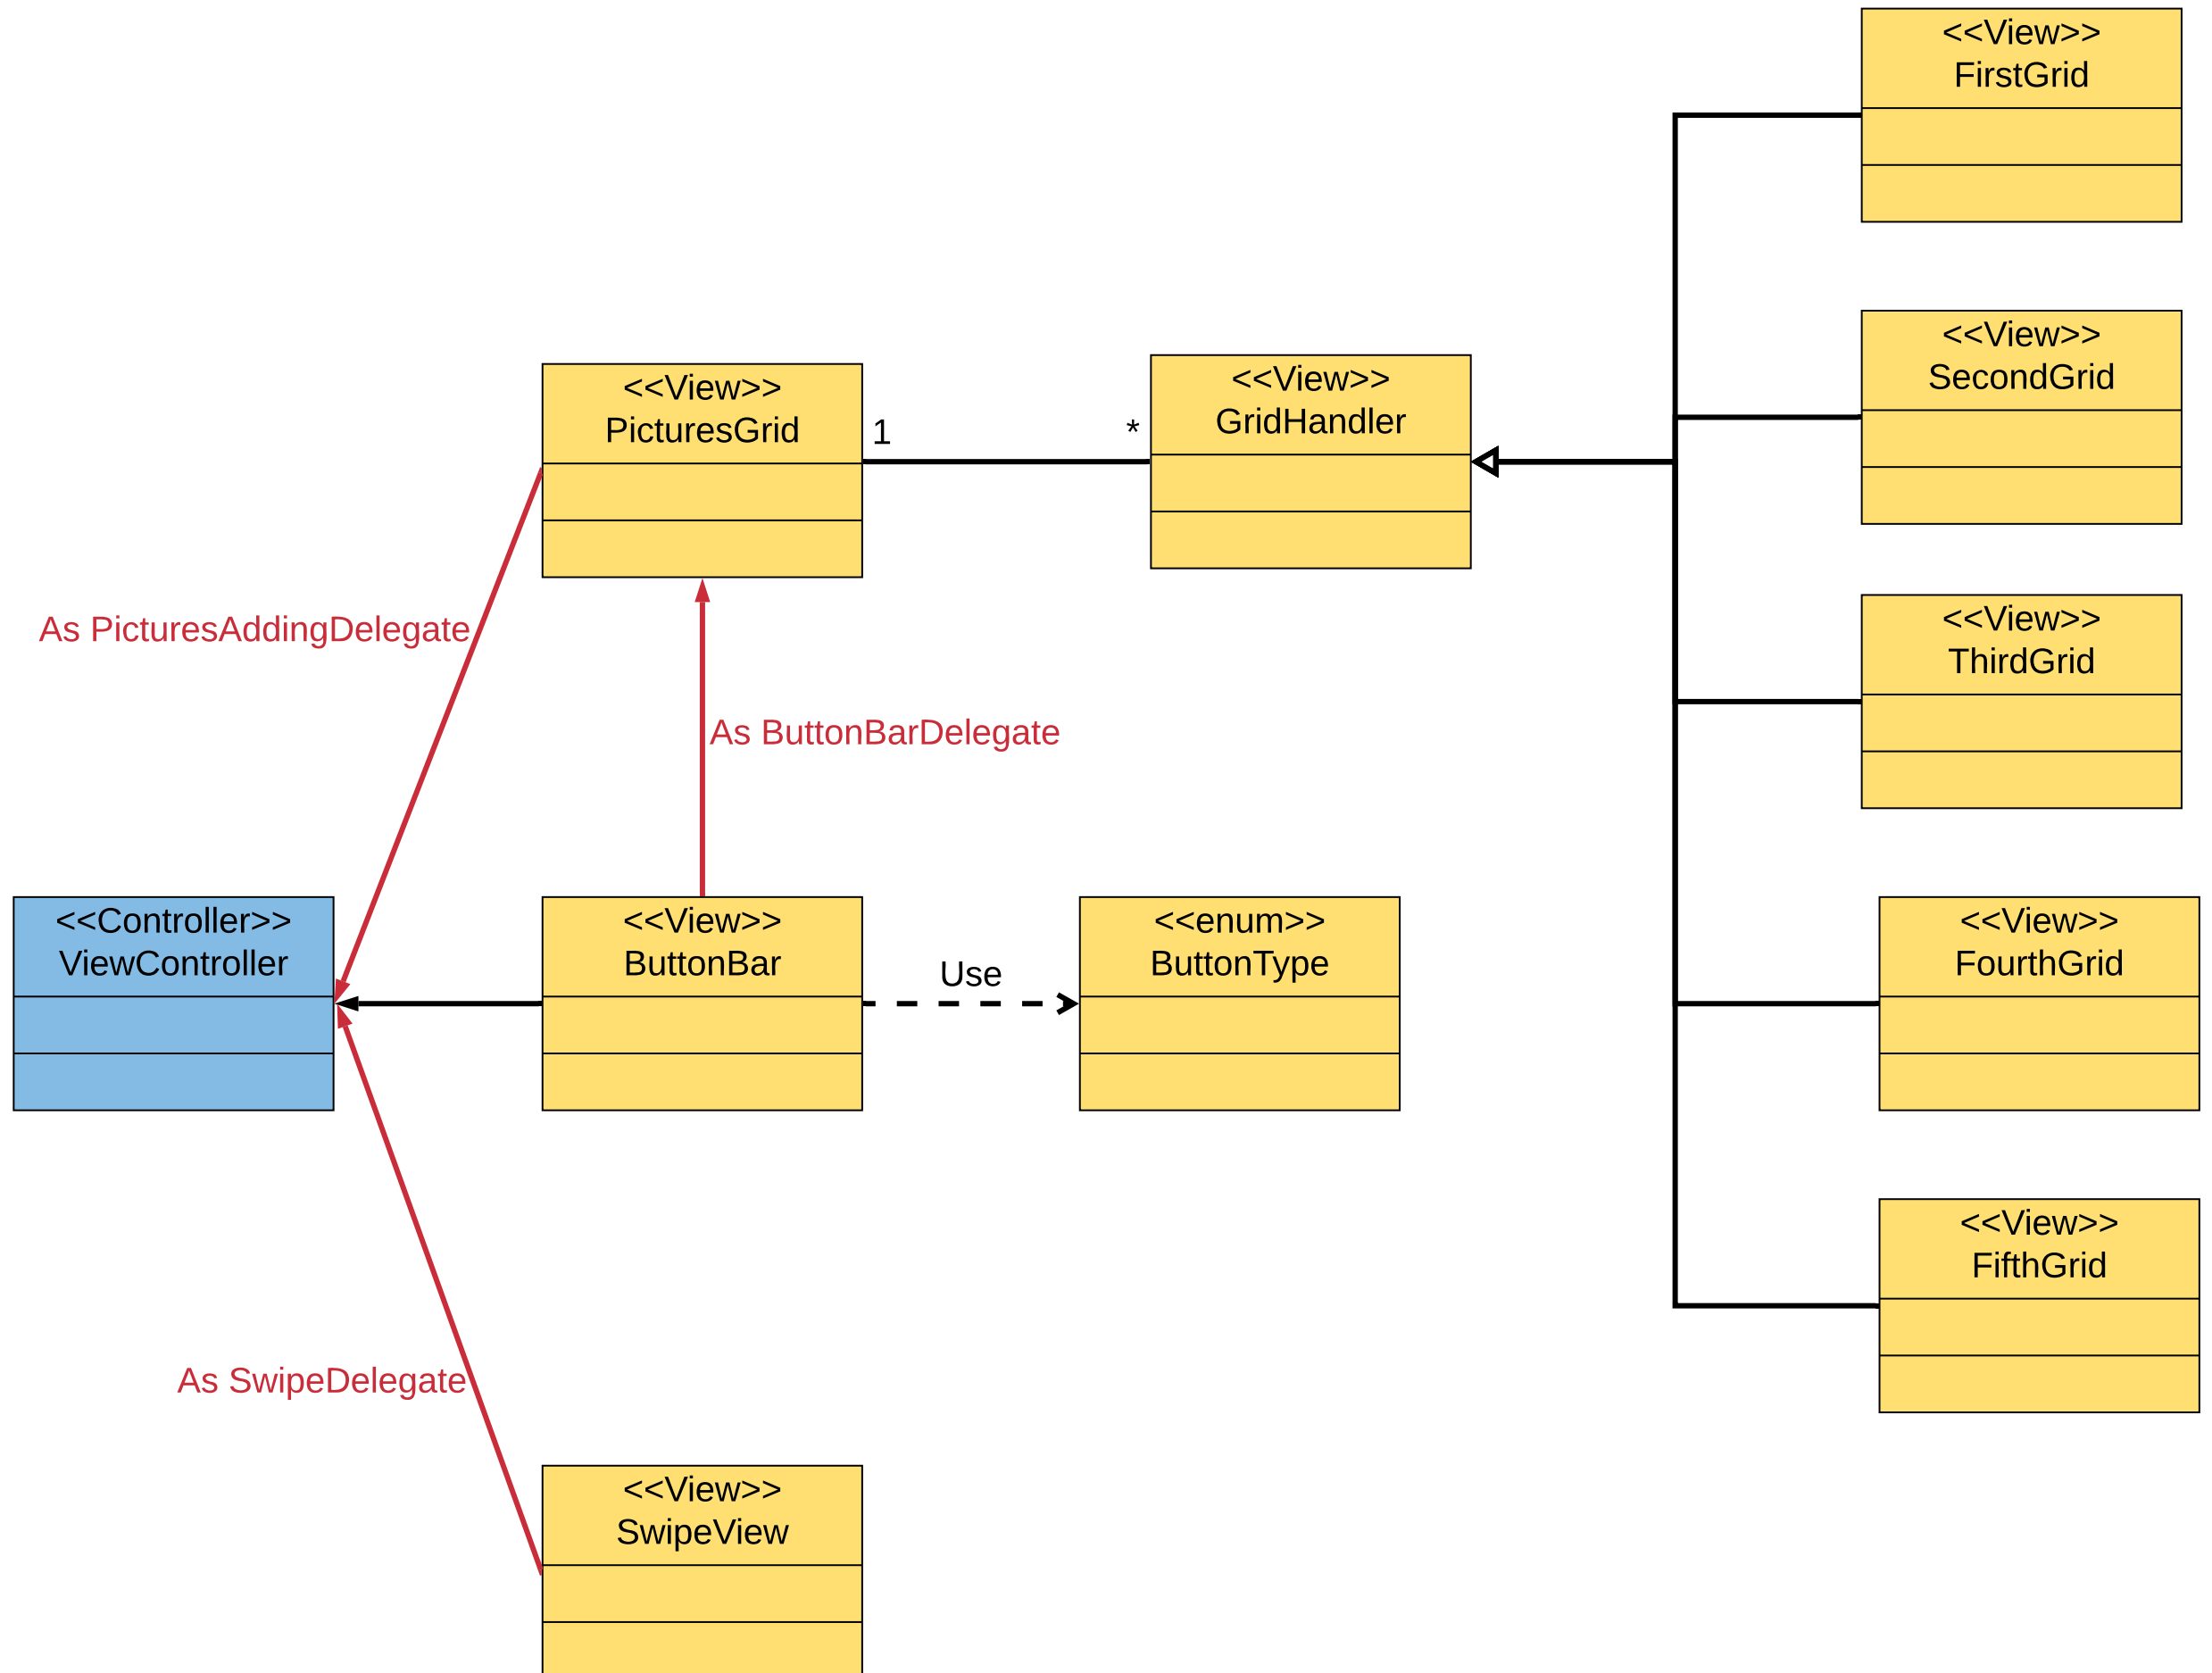 <<View>>
FirstGrid
<<View>>
SecondGrid
<<View>>
PicturesGrid
1
*
<<View>>
GridHandler
<<View>>
ThirdGrid
As PicturesAddingDelegate
As ButtonBarDelegate
<<Controller>>
ViewController
<<View>>
ButtonBar
Use
<<enum>>
ButtonType
<<View>>
FourthGrid
<<View>>
FifthGrid
As SwipeDelegate
<<View>>
SwipeView